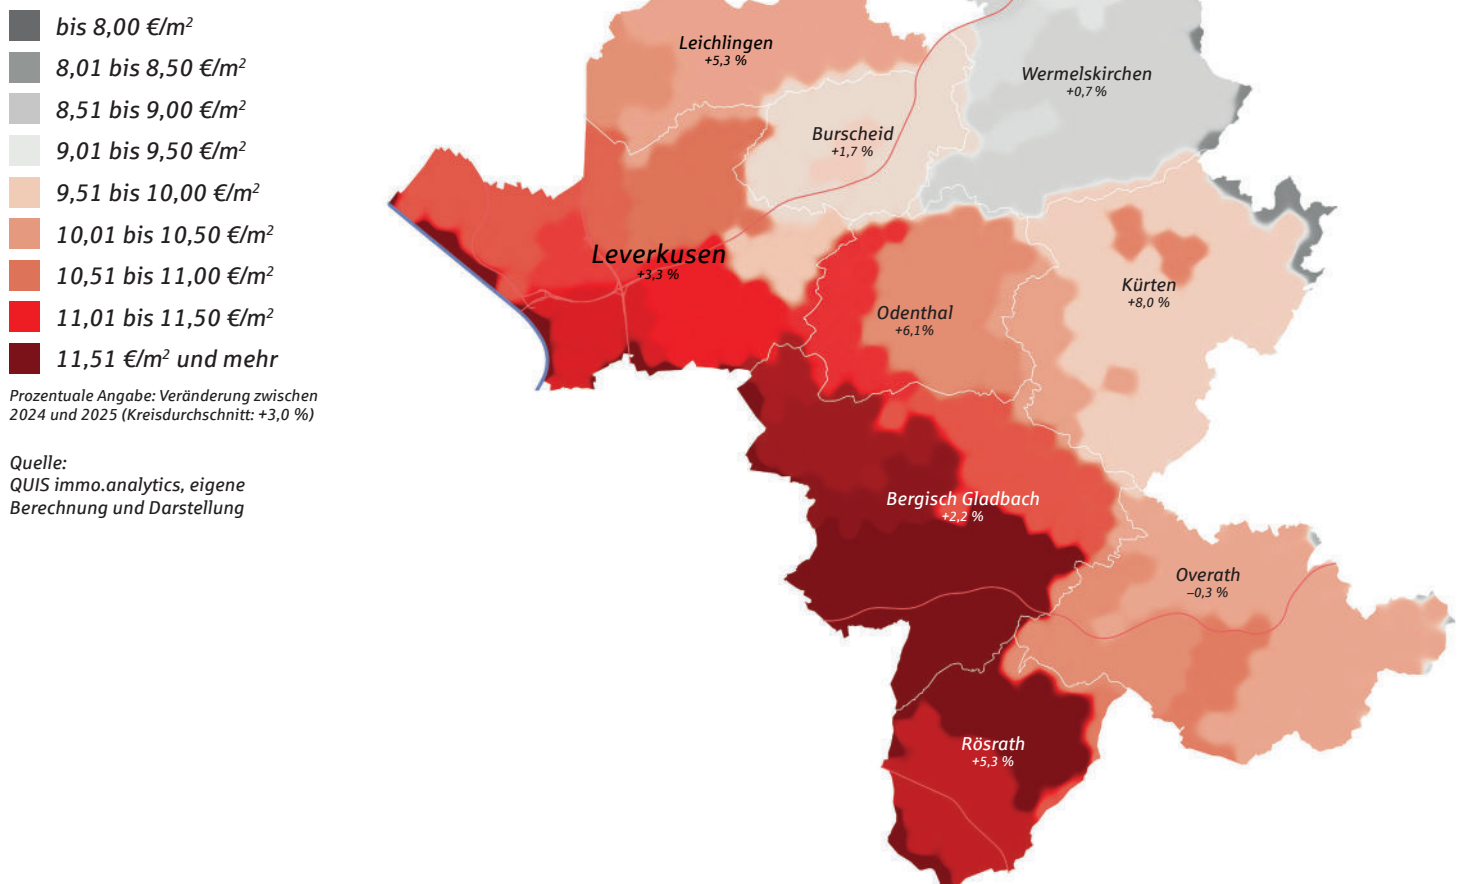 bis 8,00 €/m²
8,01 bis 8,50 €/m²
8,51 bis 9,00 €/m²
9,01 bis 9,50 €/m²
9,51 bis 10,00 €/m²
10,01 bis 10,50 €/m²
10,51 bis 11,00 €/m²
11,01 bis 11,50 €/m²
11,51 €/m² und mehr
Prozentuale Angabe: Veränderung zwischen
2024 und 2025 (Kreisdurchschnitt: +3,0 %)
Quelle:
QUIS immo.analytics, eigene
Berechnung und Darstellung
Leichlingen
+5,3 %
Wermelskirchen
+0,7 %
Burscheid
+1,7 %
Leverkusen
+3,3 %
Kürten
+8,0 %
Odenthal
+6,1%
Bergisch Gladbach
+2,2 %
Overath
–0,3 %
Rösrath
+5,3 %